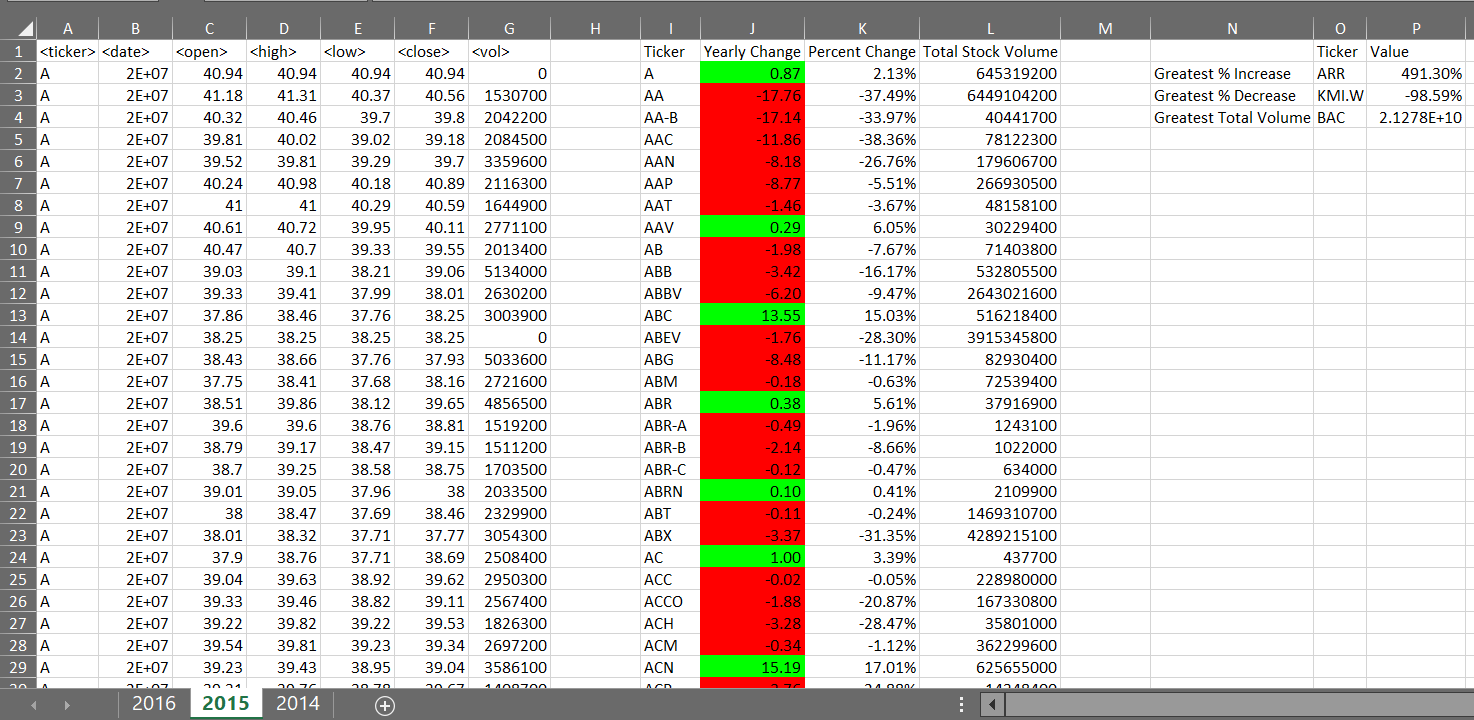 A B C D E F G H I J K L M N O P
1 <ticker> <date> <open> <high> <low> <close> <vol> Ticker Yearly Change Percent Change Total Stock Volume Ticker Value
2 A 2E+07 40.94 40.94 40.94 40.94 0 A 0.87 2.13% 645319200 Greatest % Increase ARR 491.30%
3 A 2E+07 41.18 41.31 40.37 40.56 1530700 AA -17.76 -37.49% 6449104200 Greatest % Decrease KMI.W -98.59%
4 A 2E+07 40.32 40.46 39.7 39.8 2042200 AA-B -17.14 -33.97% 40441700 Greatest Total Volume BAC 2.1278E+10
5 A 2E+07 39.81 40.02 39.02 39.18 2084500 AAC -11.86 -38.36% 78122300
6 A 2E+07 39.52 39.81 39.29 39.7 3359600 AAN -8.18 -26.76% 179606700
7 A 2E+07 40.24 40.98 40.18 40.89 2116300 AAP -8.77 -5.51% 266930500
8 A 2E+07 41 41 40.29 40.59 1644900 AAT -1.46 -3.67% 48158100
9 A 2E+07 40.61 40.72 39.95 40.11 2771100 AAV 0.29 6.05% 30229400
10 A 2E+07 40.47 40.7 39.33 39.55 2013400 AB -1.98 -7.67% 71403800
11 A 2E+07 39.03 39.1 38.21 39.06 5134000 ABB -3.42 -16.17% 532805500
12 A 2E+07 39.33 39.41 37.99 38.01 2630200 ABBV -6.20 -9.47% 2643021600
13 A 2E+07 37.86 38.46 37.76 38.25 3003900 ABC 13.55 15.03% 516218400
14 A 2E+07 38.25 38.25 38.25 38.25 0 ABEV -1.76 -28.30% 3915345800
15 A 2E+07 38.43 38.66 37.76 37.93 5033600 ABG -8.48 -11.17% 82930400
16 A 2E+07 37.75 38.41 37.68 38.16 2721600 ABM -0.18 -0.63% 72539400
17 A 2E+07 38.51 39.86 38.12 39.65 4856500 ABR 0.38 5.61% 37916900
18 A 2E+07 39.6 39.6 38.76 38.81 1519200 ABR-A -0.49 -1.96% 1243100
19 A 2E+07 38.79 39.17 38.47 39.15 1511200 ABR-B -2.14 -8.66% 1022000
20 A 2E+07 38.7 39.25 38.58 38.75 1703500 ABR-C -0.12 -0.47% 634000
21 A 2E+07 39.01 39.05 37.96 38 2033500 ABRN 0.10 0.41% 2109900
22 A 2E+07 38 38.47 37.69 38.46 2329900 ABT -0.11 -0.24% 1469310700
23 A 2E+07 38.01 38.32 37.71 37.77 3054300 ABX -3.37 -31.35% 4289215100
24 A 2E+07 37.9 38.76 37.71 38.69 2508400 AC 1.00 3.39% 437700
25 A 2E+07 39.04 39.63 38.92 39.62 2950300 ACC -0.02 -0.05% 228980000
26 A 2E+07 39.33 39.46 38.82 39.11 2567400 ACCO -1.88 -20.87% 167330800
27 A 2E+07 39.22 39.82 39.22 39.53 1826300 ACH -3.28 -28.47% 35801000
28 A 2E+07 39.54 39.81 39.23 39.34 2697200 ACM -0.34 -1.12% 362299600
29 A 2E+07 39.23 39.43 38.95 39.04 3586100 ACN 15.19 17.01% 625655000
2016 2015 2014